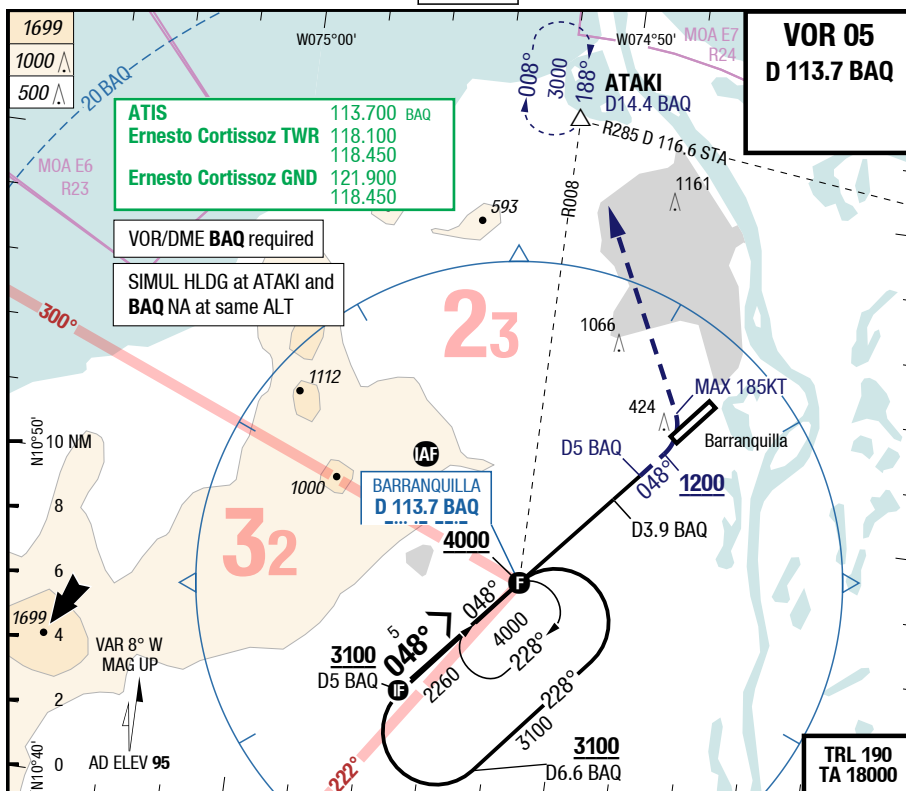 1699
1000
500
W075°00'
W074°50'
MOA E7
R24
VOR 05
D 113.7 BAQ
20 BAQ
008°
3000
188°
ATAKI
D14.4 BAQ
ATIS 113.700 BAQ
Ernesto Cortissoz TWR 118.100
118.450
Ernesto Cortissoz GND 121.900
118.450
R285 D 116.6 STA
MOA E6
R23
R008
1161
593
VOR/DME BAQ required
SIMUL HLDG at ATAKI and
BAQ NA at same ALT
300°
23
1066
1112
MAX 185KT
424
Barranquilla
N10°50'
10 NM
IAF
D5 BAQ
048°
1200
1000
BARRANQUILLA
D 113.7 BAQ
D3.9 BAQ
8
4000
32
6
F
1699
4
048°
5
048°
4000
228°
VAR 8° W
MAG UP
3100
D5 BAQ
IF
2260
228°
3100
2
3100
D6.6 BAQ
222°
AD ELEV 95
0
N10°40'
TRL 190
TA 18000